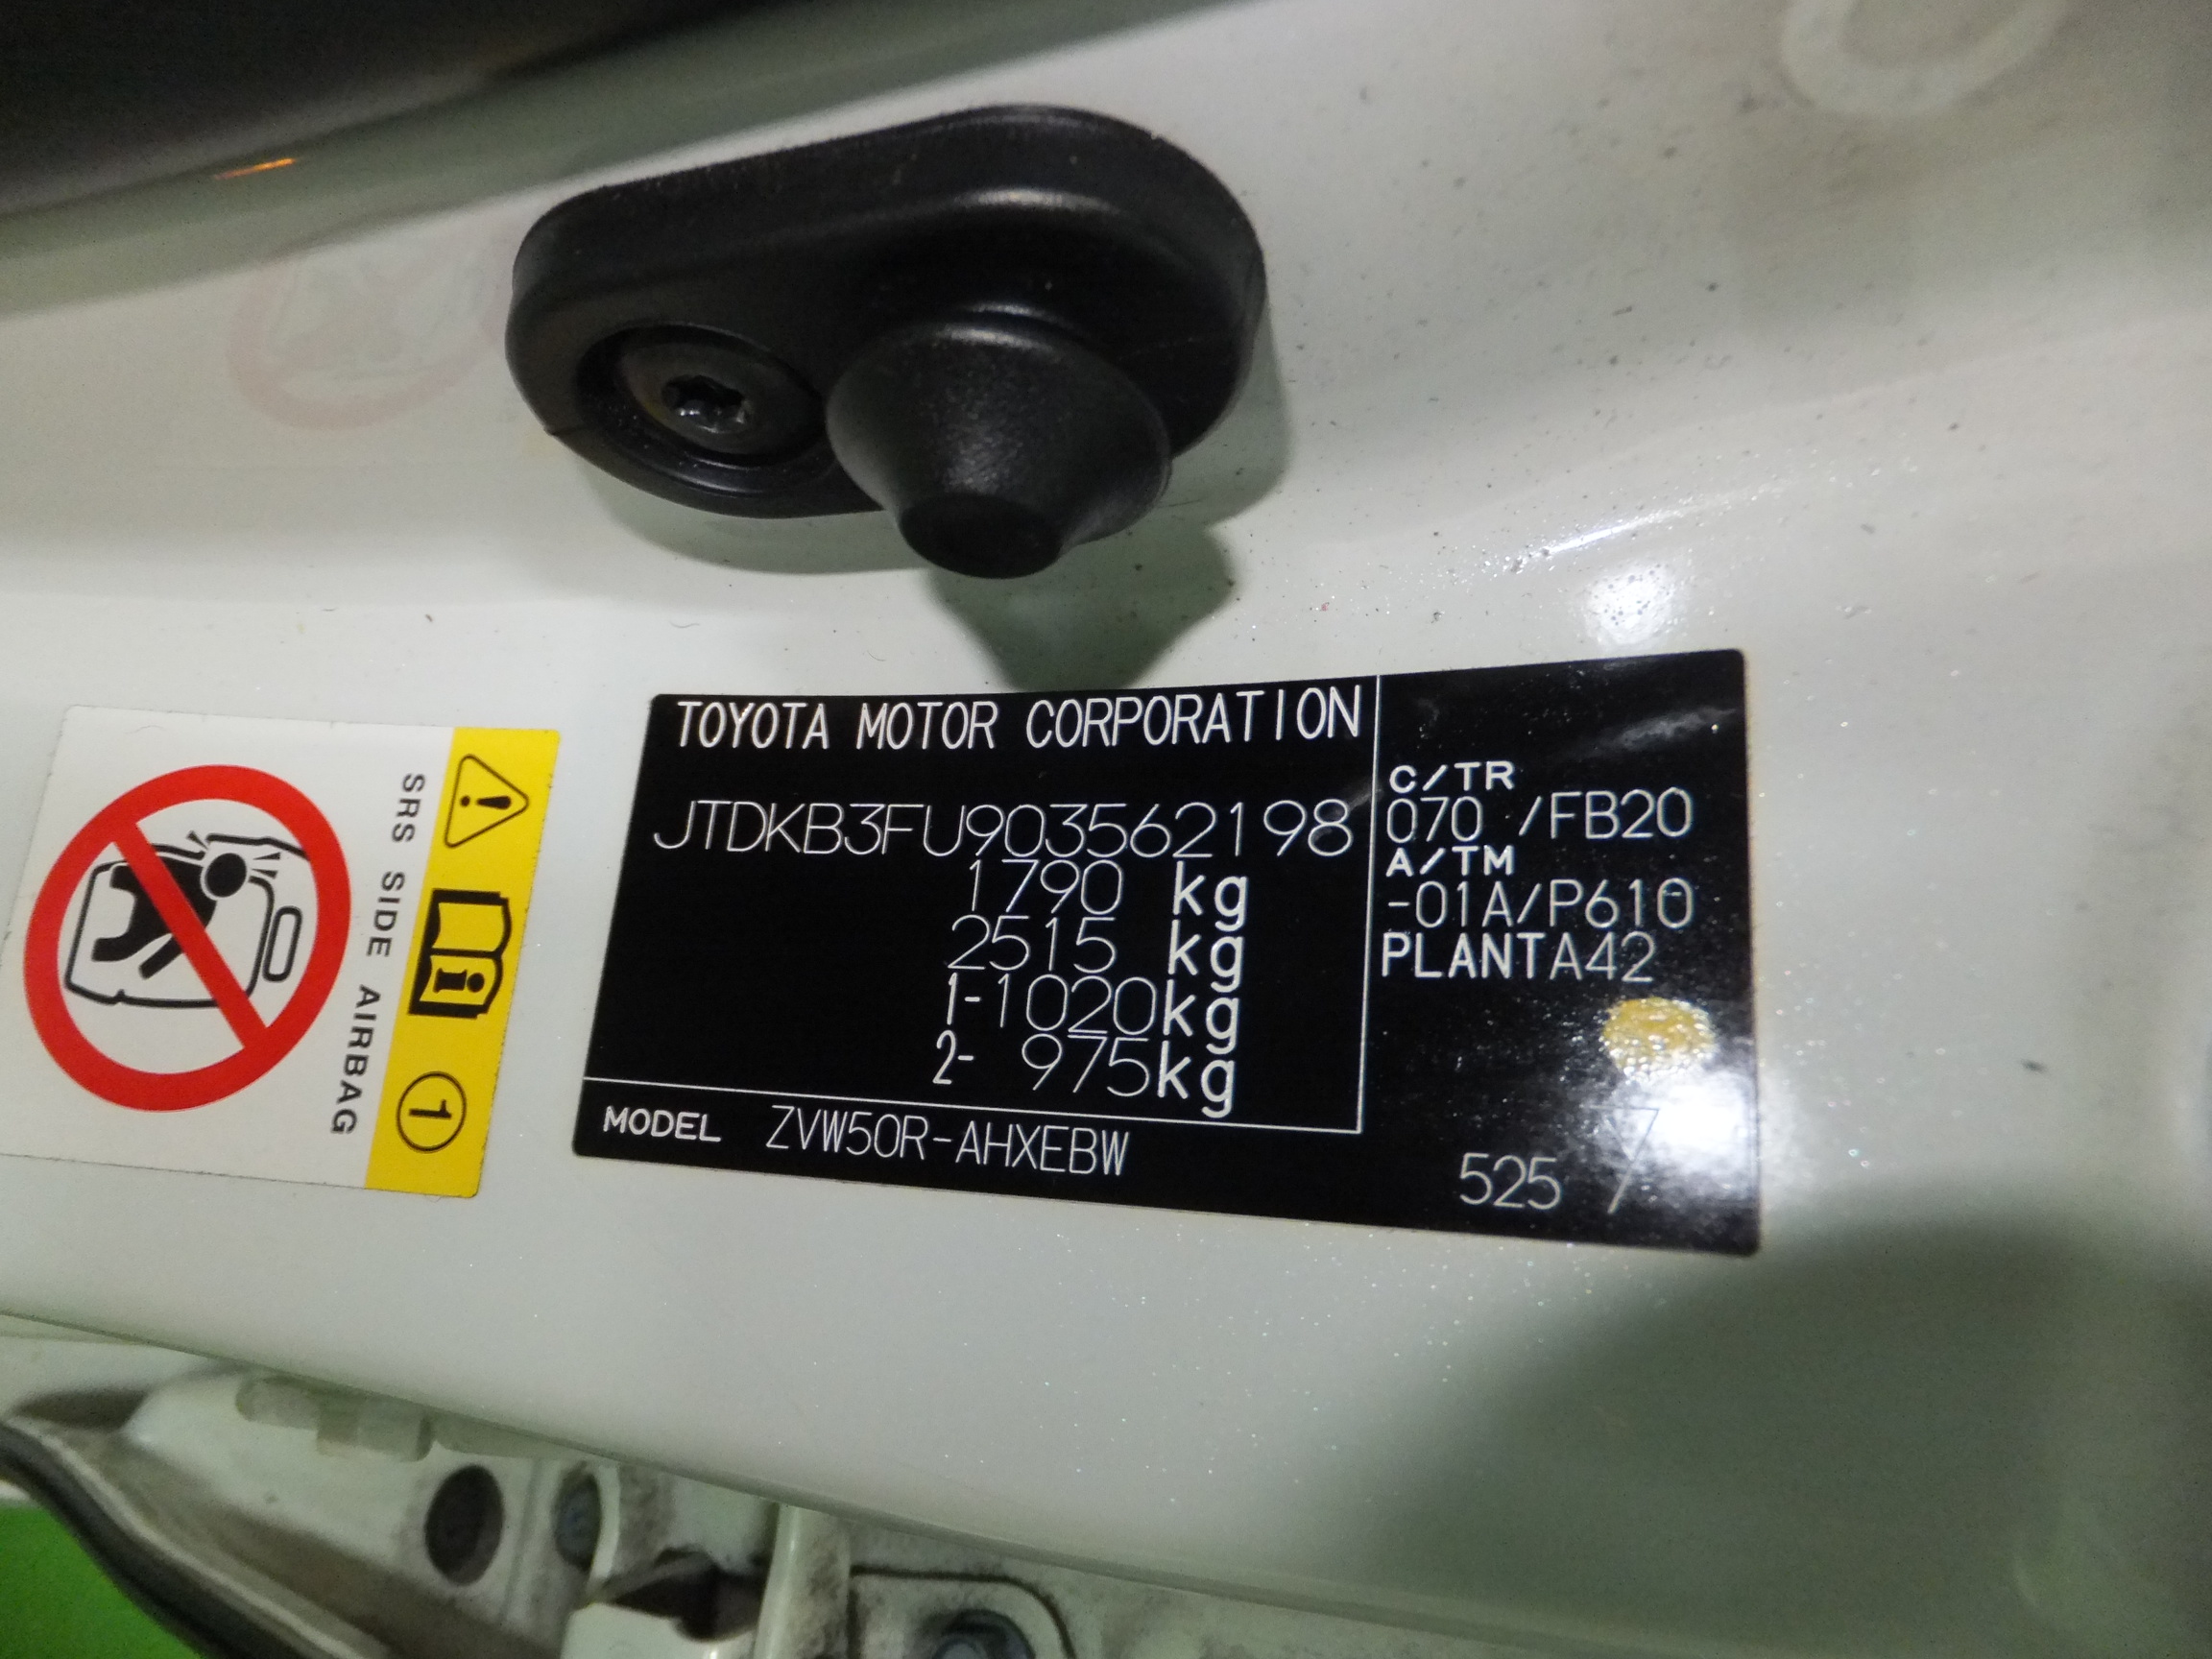 TOYOTA MOTOR CORPORATION
JTDKB3FU903562198
1790 kg
2515 kg
1-1020kg
2- 975kg
MODEL ZVW50R-AHXEBW
C/TR
070 /FB20
A/TM
-01A/P610
PLANTA42
525
SRS SIDE AIRBAG
1